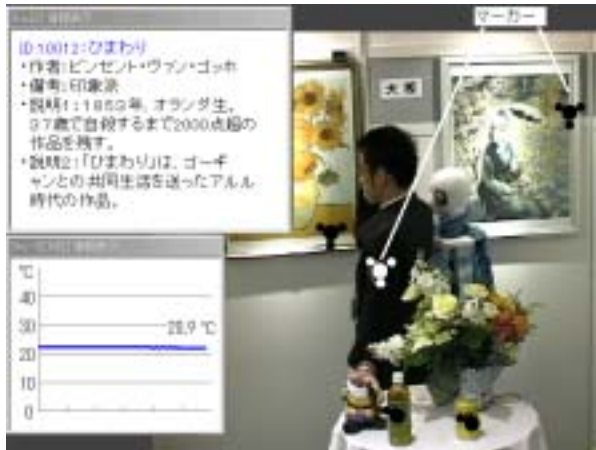 ID:10012:ひまわり
・作者:ビンセント・ヴァン・ゴッホ
・備考:印象派
・説明1:1853年、オランダ生。
37歳で自殺するまで2000点超の
作品を残す。
・説明2:「ひまわり」は、ゴーギ
ャンとの共同生活を送ったアルル
時代の作品。
マーカー
℃
40
30
20.9 ℃
20
10
0